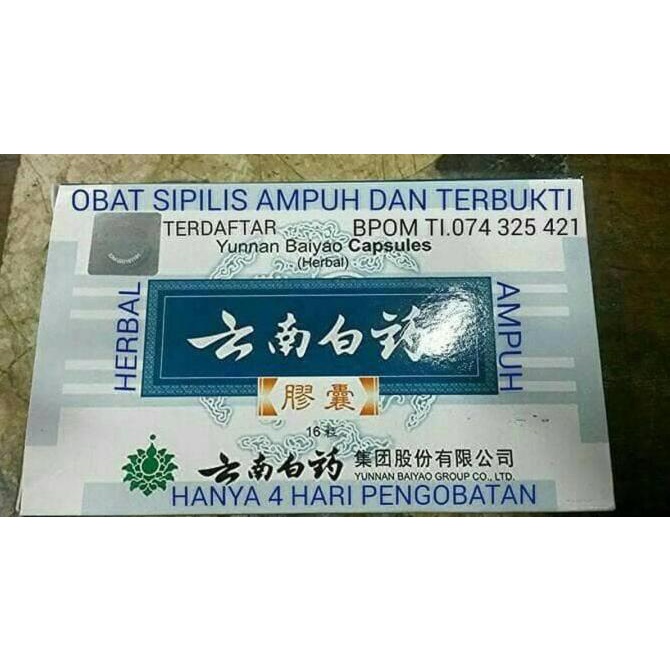 OBAT SIPILIS AMPUH DAN TERBUKTI
TERDAFTAR BPOM TI.074 325 421
Yunnan Baiyao Capsules
(Herbal)
HERBAL
云南白药
AMPUH
膠囊
16粒
云南白药 集团股份有限公司
YUNNAN BAIYAO GROUP CO., LTD.
HANYA 4 HARI PENGOBATAN